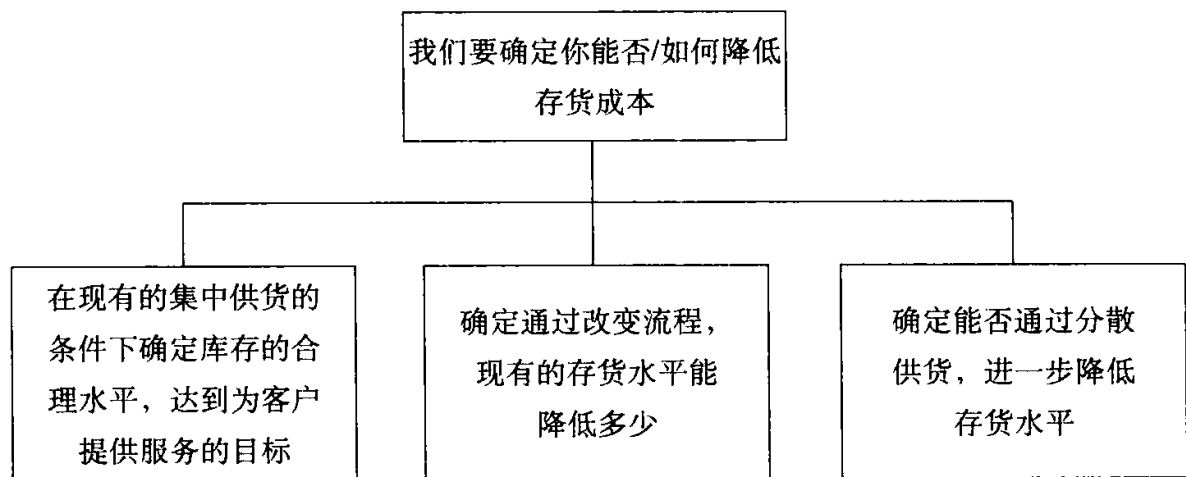 我们要确定你能否/如何降低
存货成本
在现有的集中供货的
条件下确定库存的合
理水平，达到为客户
提供服务的目标
确定通过改变流程，
现有的存货水平能
降低多少
确定能否通过分散
供货，进一步降低
存货水平